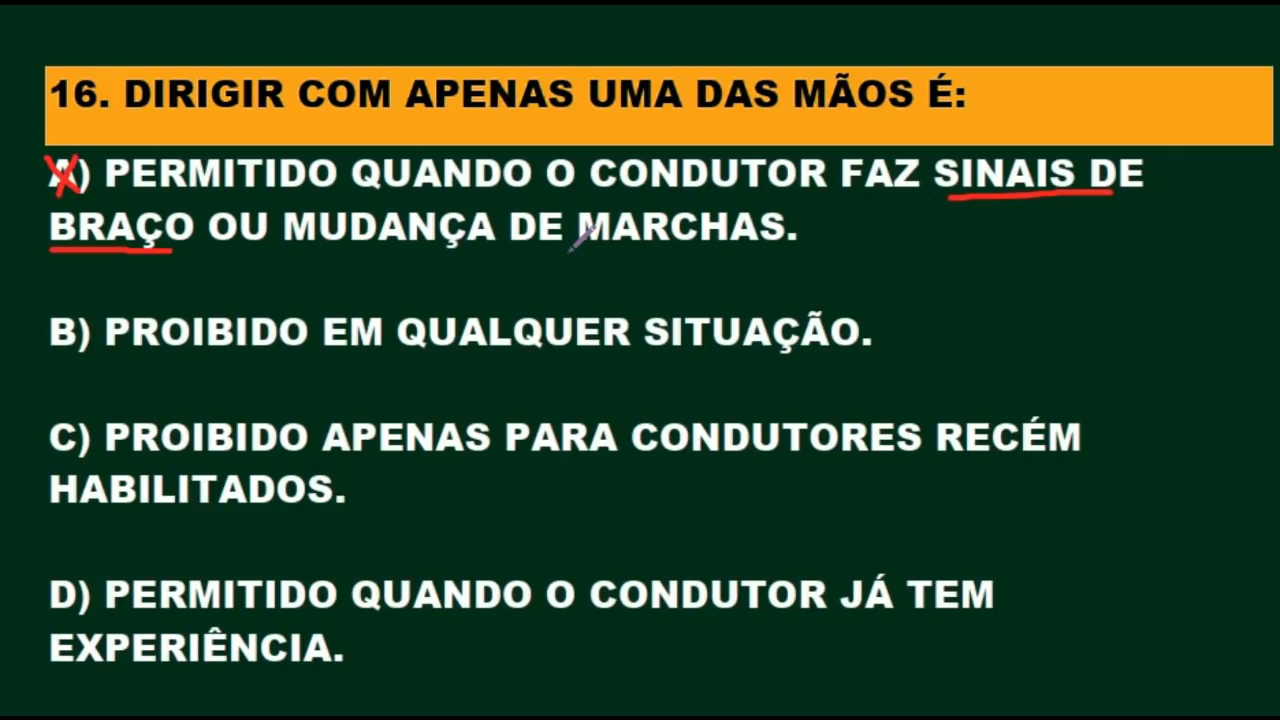 16. DIRIGIR COM APENAS UMA DAS MÃOS É:
A) PERMITIDO QUANDO O CONDUTOR FAZ SINAIS DE
BRAÇO OU MUDANÇA DE MARCHAS.
B) PROIBIDO EM QUALQUER SITUAÇÃO.
C) PROIBIDO APENAS PARA CONDUTORES RECÉM
HABILITADOS.
D) PERMITIDO QUANDO O CONDUTOR JÁ TEM
EXPERIÊNCIA.